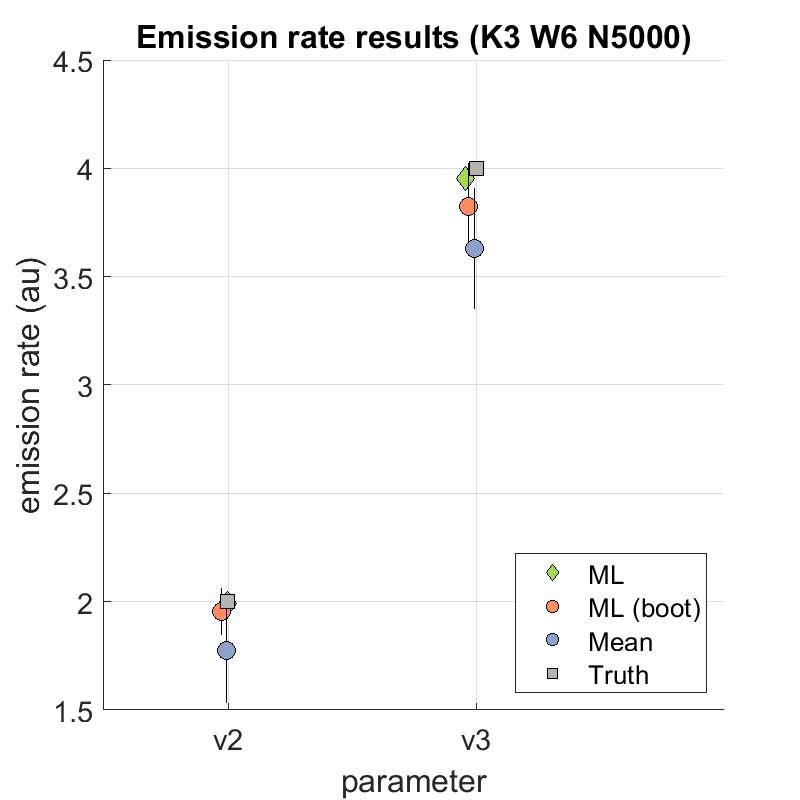 Emission rate results (K3 W6 N5000)
4.5
4
3.5
3
2.5
2
1.5
emission rate (au)
v2
v3
parameter
ML
ML (boot)
Mean
Truth